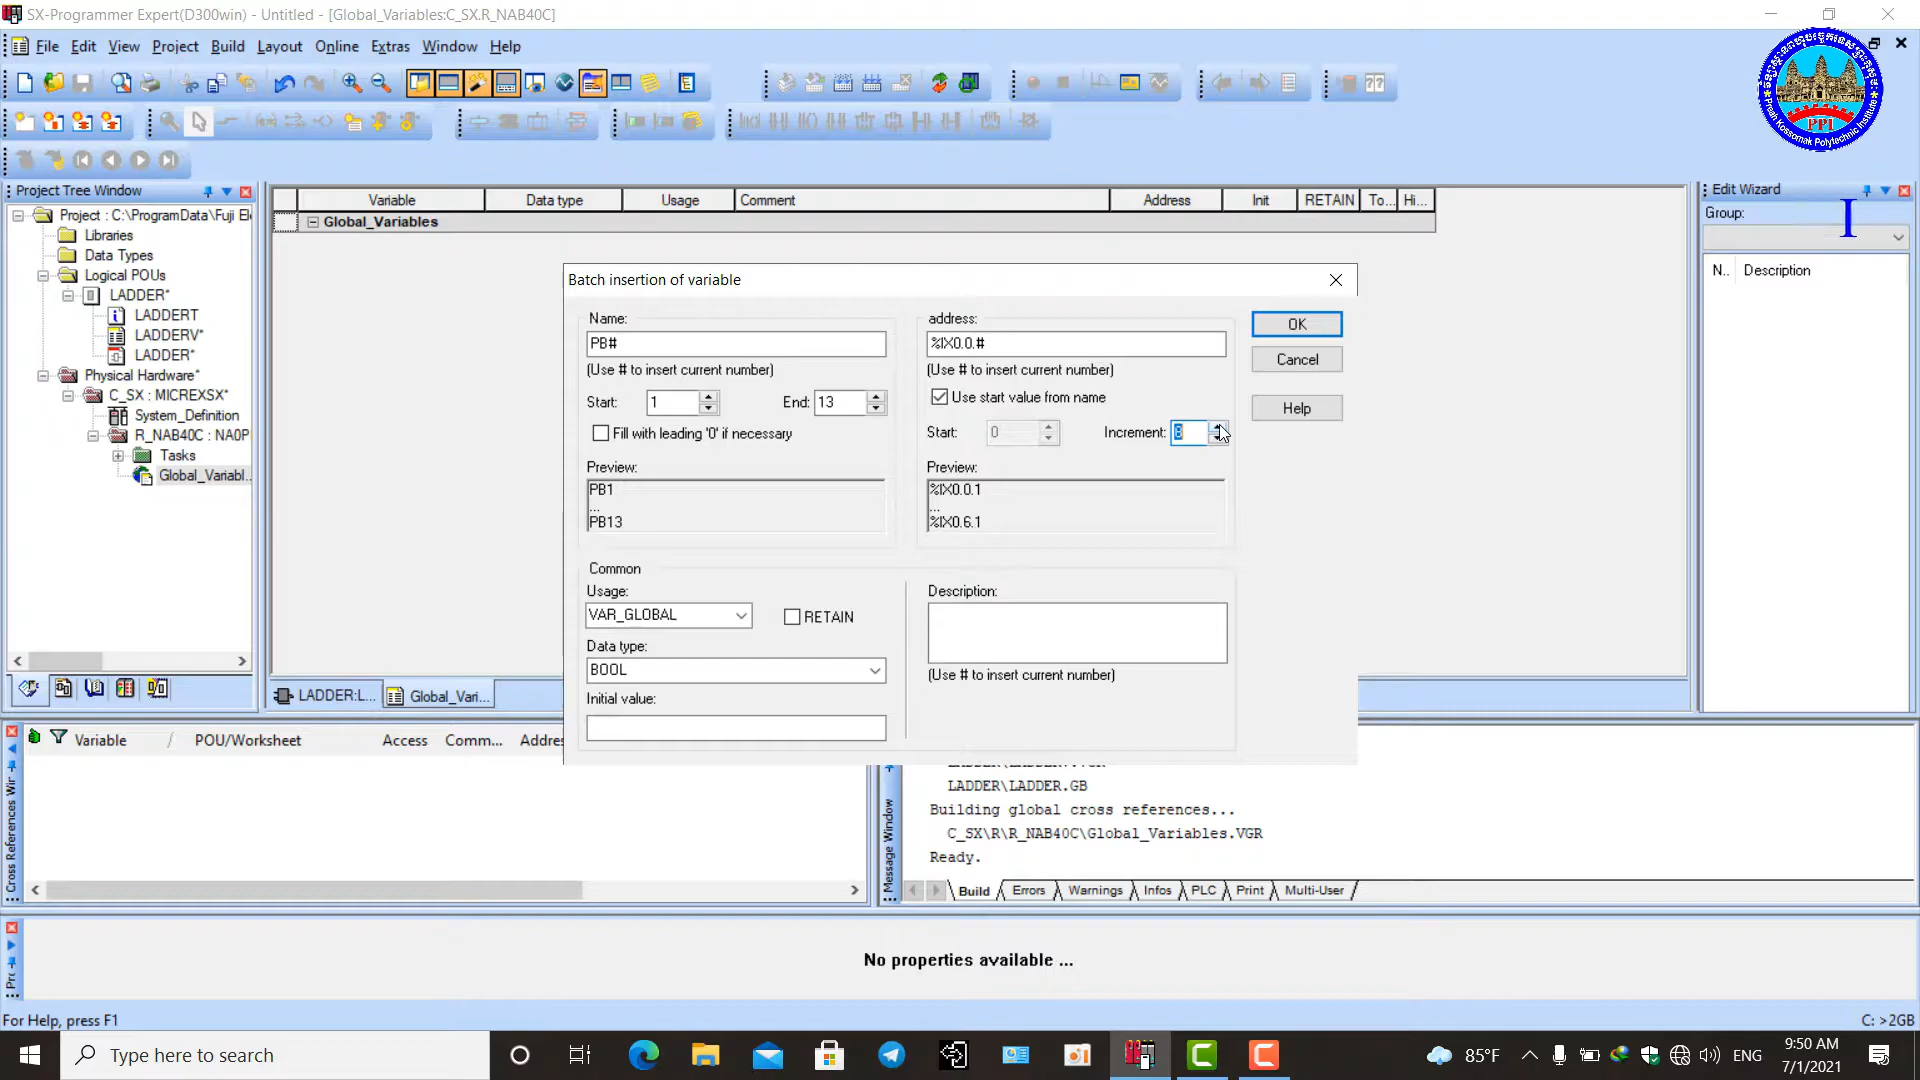 SX-Programmer Expert(D300win) - Untitled - [Global_Variables:C_SX.R_NAB40C]
File Edit View Project Build Layout Online Extras Window Help
Preah Kossomak Polytechnic Institute
PPI
Project Tree Window
Project : C:\ProgramData\Fuji El
Libraries
Data Types
Logical POUs
LADDER*
LADDERT
LADDERV*
LADDER*
Physical Hardware*
C_SX : MICREXSX*
System_Definition
R_NAB40C : NA0P
Tasks
Global_Variabl..
Variable Data type Usage Comment Address Init RETAIN To... Hi...
Global_Variables
Edit Wizard
Group:
N.. Description
Batch insertion of variable
Name:
PB#
(Use # to insert current number)
Start: 1 End: 13
Fill with leading '0' if necessary
Preview:
PB1
...
PB13
address:
%IX0.0.#
(Use # to insert current number)
Use start value from name
Start: 0 Increment: 8
Preview:
%IX0.0.1
...
%IX0.6.1
OK
Cancel
Help
Common
Usage:
VAR_GLOBAL
RETAIN
Data type:
BOOL
Initial value:
Description:
(Use # to insert current number)
LADDER:L... Global_Vari...
Cross References Wir
Variable / POU/Worksheet Access Comm... Addre
Message Window
LADDER\LADDER.GB
Building global cross references...
C_SX\R\R_NAB40C\Global_Variables.VGR
Ready.
Build Errors Warnings Infos PLC Print Multi-User
No properties available ...
For Help, press F1
C: >2GB
Type here to search
85°F
ENG
9:50 AM
7/1/2021